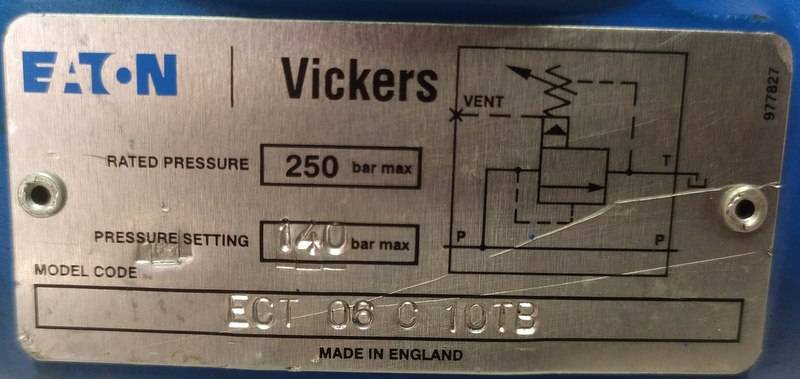 EATON | Vickers
VENT
977827
RATED PRESSURE 250 bar max
T
PRESSURE SETTING 140 bar max
P P
MODEL CODE
ECT 06 C 10TB
MADE IN ENGLAND